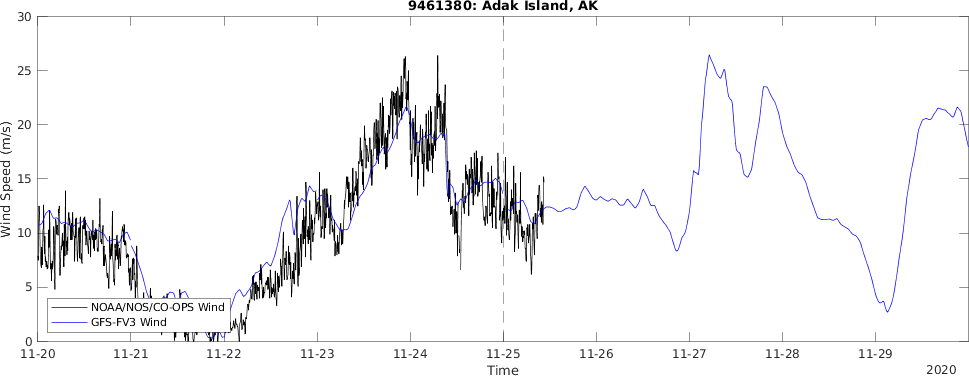 9461380: Adak Island, AK
30
25
20
15
10
5
0
Wind Speed (m/s)
NOAA/NOS/CO-OPS Wind
GFS-FV3 Wind
11-20 11-21 11-22 11-23 11-24 11-25 11-26 11-27 11-28 11-29
Time
2020